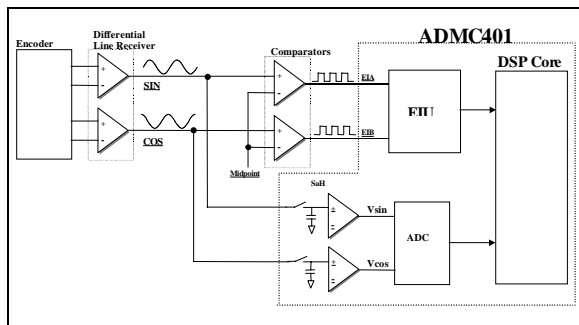 ADMC401
Encoder
Differential
Line Receiver
Comparators
DSP Core
SIN
COS
EIA
EIB
EIU
Midpoint
SaH
Vsin
Vcos
ADC